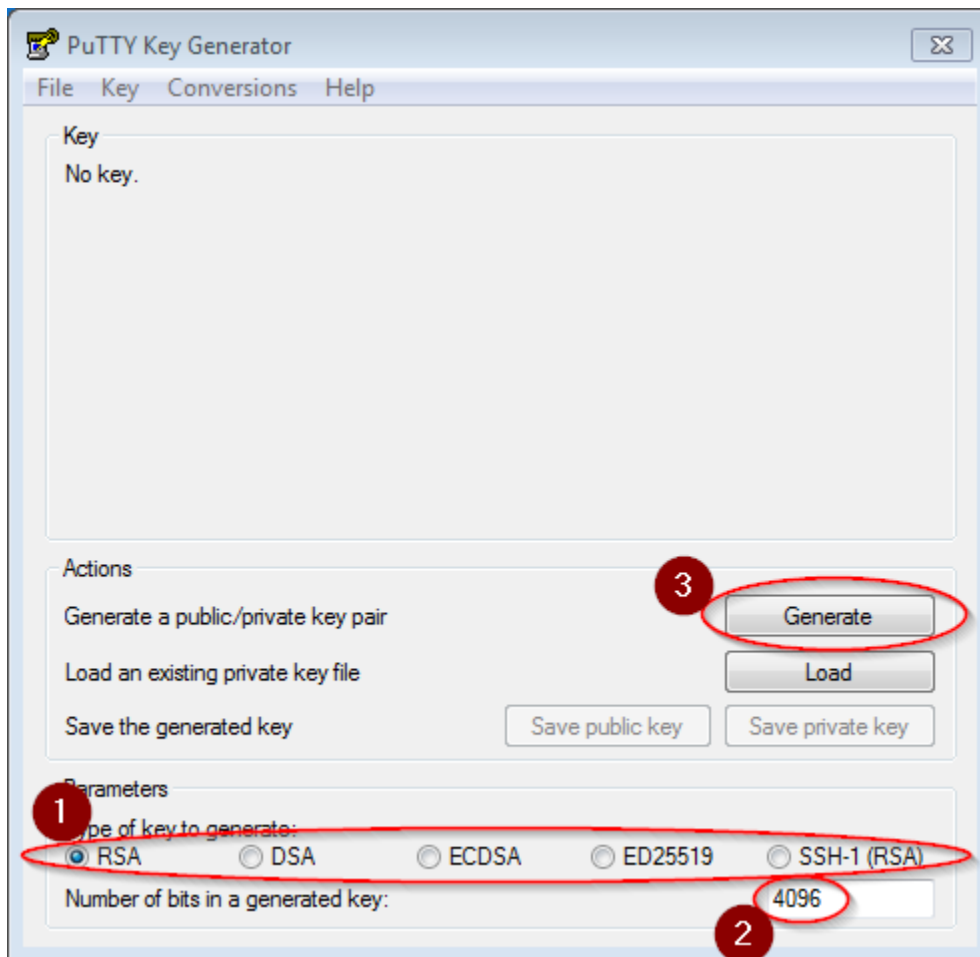 PuTTY Key Generator
File Key Conversions Help
Key
No key.
Actions
3
Generate a public/private key pair Generate
Load an existing private key file Load
Save the generated key Save public key Save private key
Parameters
1
Type of key to generate:
RSA DSA ECDSA ED25519 SSH-1 (RSA)
Number of bits in a generated key: 4096
2